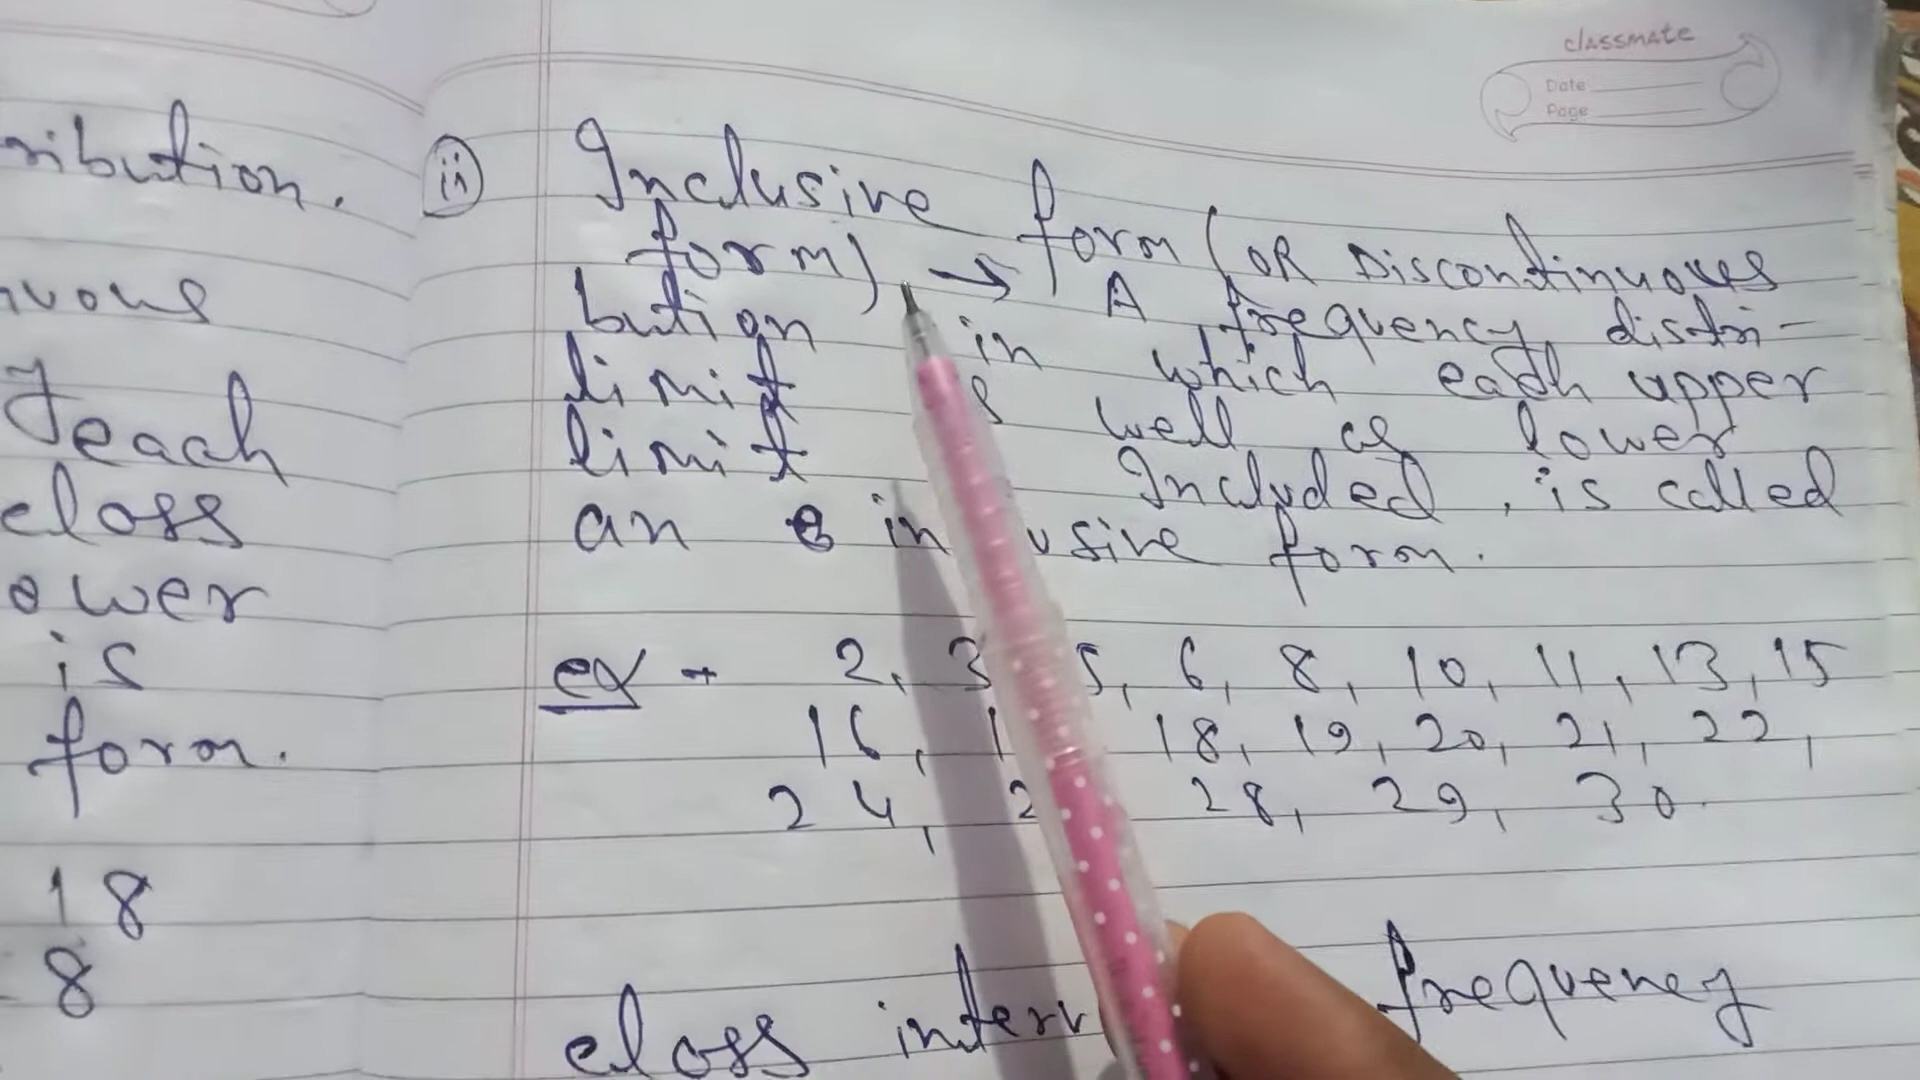 classmate
Date
Page
ribution.
uous
each
class
ower
is
form.
18
8
ii Inclusive form (OR Discontinuous
form) → A frequency distri-
bution in which each upper
limit well as lower
limit Included, is called
an form.
ex → 2, 3 5, 6, 8, 10, 11, 13, 15
16, 18, 19, 20, 21, 22,
24, 28, 29, 30.
class frequency